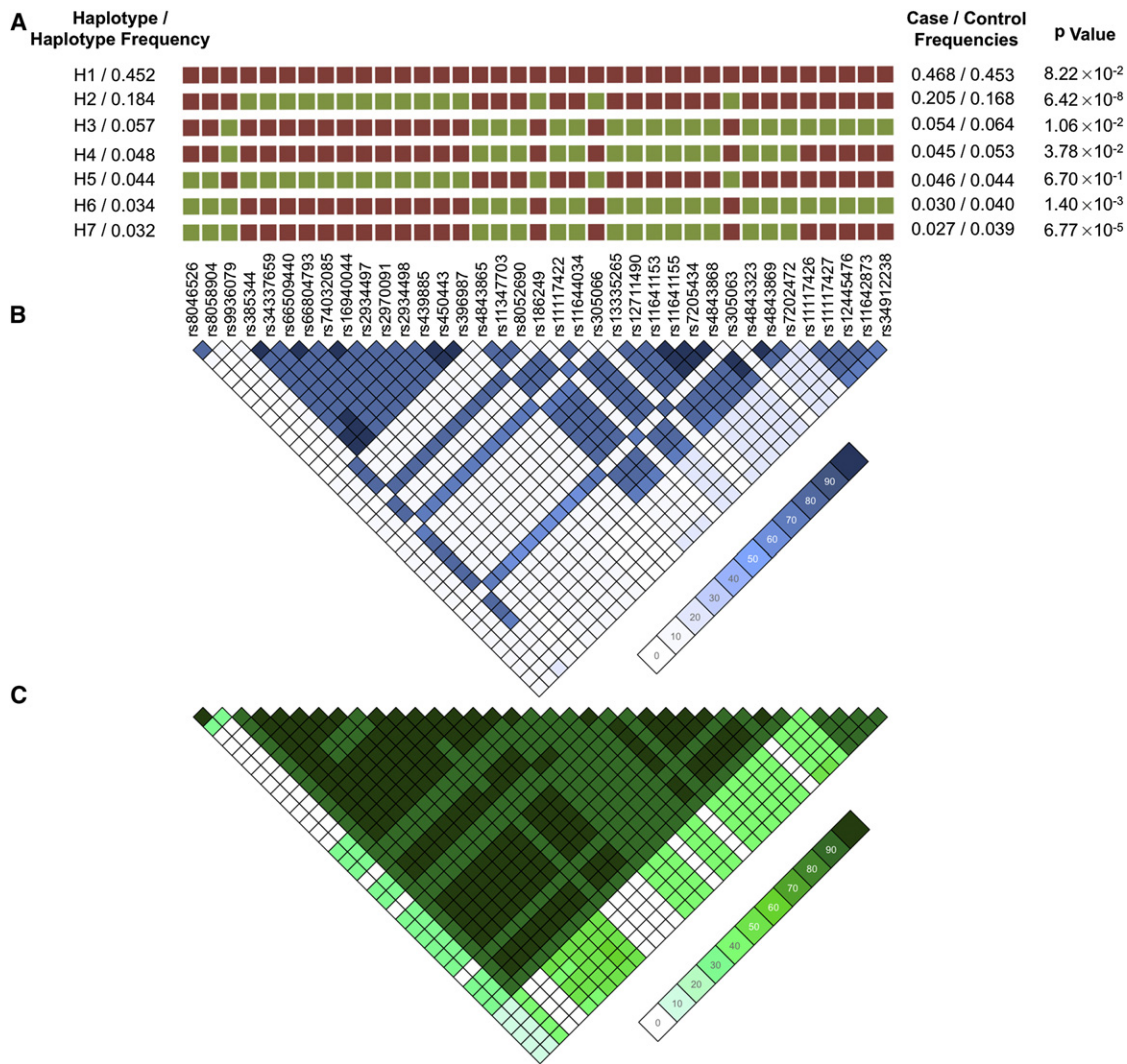 A
Haplotype /
Haplotype Frequency
Case / Control
Frequencies
p Value
H1 / 0.452
0.468 / 0.453
8.22 ×10⁻²
H2 / 0.184
0.205 / 0.168
6.42 ×10⁻⁸
H3 / 0.057
0.054 / 0.064
1.06 ×10⁻²
H4 / 0.048
0.045 / 0.053
3.78 ×10⁻²
H5 / 0.044
0.046 / 0.044
6.70 ×10⁻¹
H6 / 0.034
0.030 / 0.040
1.40 ×10⁻³
H7 / 0.032
0.027 / 0.039
6.77 ×10⁻⁵
rs8046526
rs8058904
rs9936079
rs385344
rs34337659
rs66509440
rs66804793
rs74032085
rs16940044
rs2934497
rs2970091
rs2934498
rs439885
rs450443
rs396987
rs4843865
rs11347703
rs8052690
rs186249
rs11117422
rs11644034
rs305066
rs13335265
rs12711490
rs11641153
rs11641155
rs7205434
rs4843868
rs305063
rs4843323
rs4843869
rs7202472
rs11117426
rs11117427
rs12445476
rs11642873
rs34912238
B
90
80
70
60
50
40
30
20
10
0
C
90
80
70
60
50
40
30
20
10
0